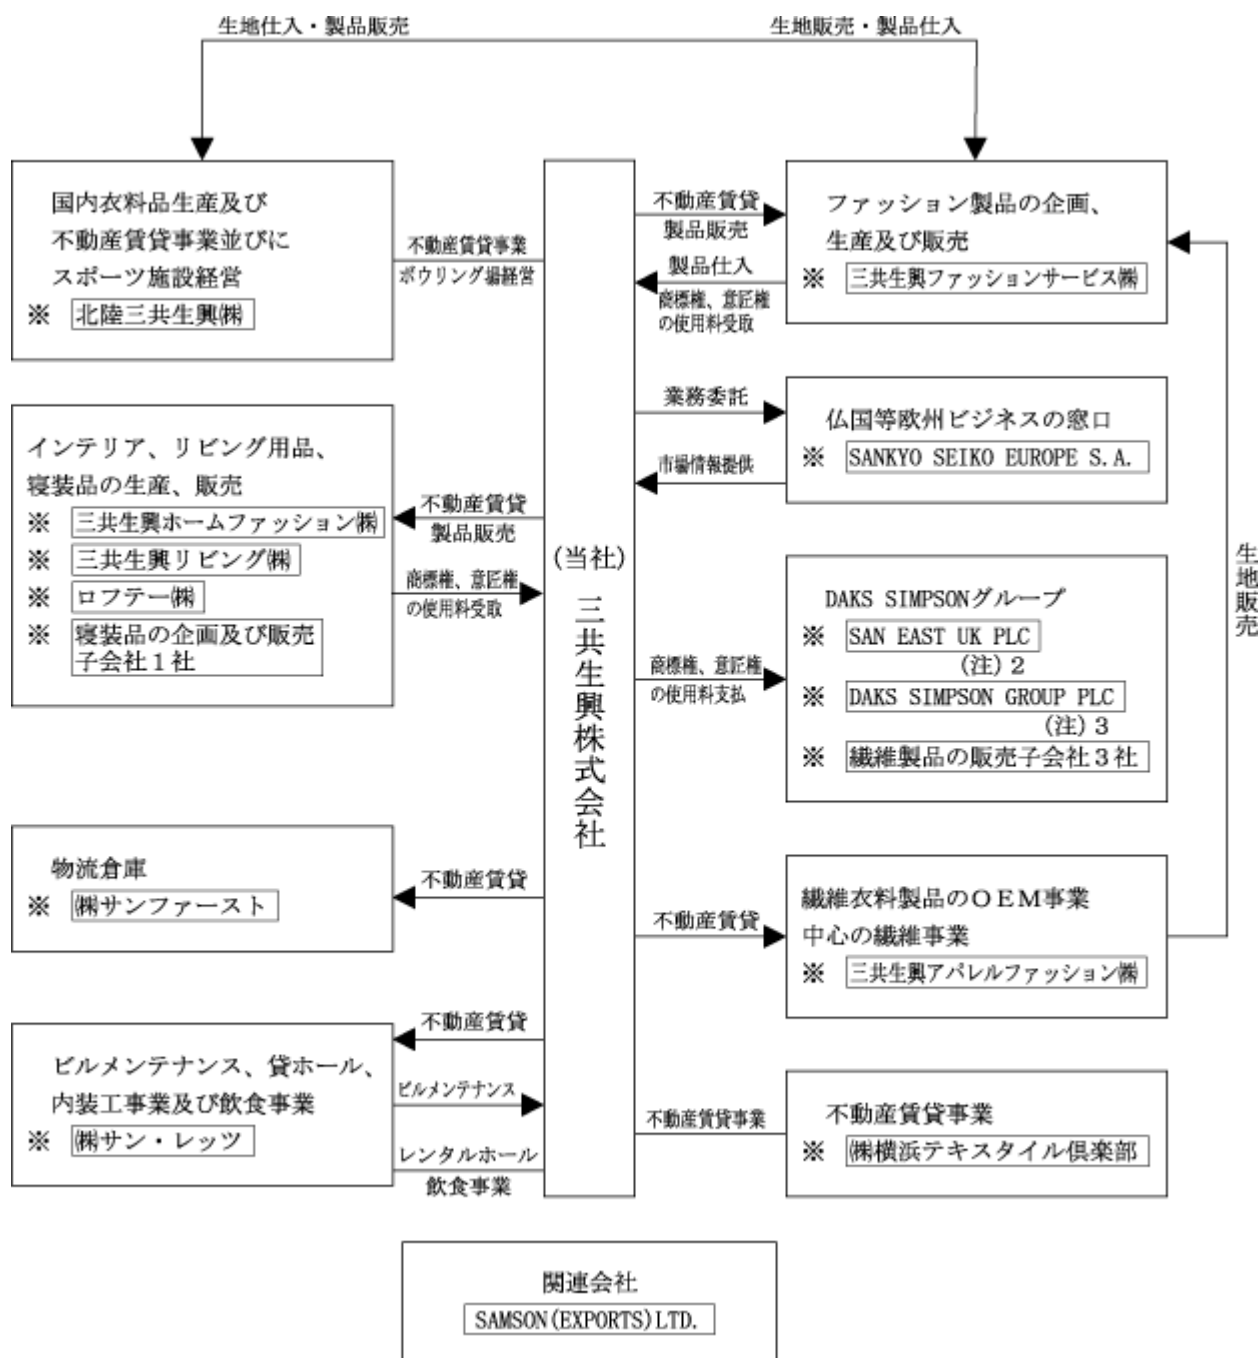 生地仕入・製品販売
生地販売・製品仕入
国内衣料品生産及び
不動産賃貸事業並びに
スポーツ施設経営
※ 北陸三共生興㈱
不動産賃貸事業
ボウリング場経営
インテリア、リビング用品、
寝装品の生産、販売
※ 三共生興ホームファッション㈱
※ 三共生興リビング㈱
※ ロフテー㈱
※ 寝装品の企画及び販売
子会社1社
不動産賃貸
製品販売
商標権、意匠権
の使用料受取
物流倉庫
※ ㈱サンファースト
不動産賃貸
ビルメンテナンス、貸ホール、
内装工事業及び飲食事業
※ ㈱サン・レッツ
不動産賃貸
ビルメンテナンス
レンタルホール
飲食事業
(当社)
三共生興株式会社
不動産賃貸
製品販売
製品仕入
商標権、意匠権
の使用料受取
ファッション製品の企画、
生産及び販売
※ 三共生興ファッションサービス㈱
業務委託
市場情報提供
仏国等欧州ビジネスの窓口
※ SANKYO SEIKO EUROPE S.A.
商標権、意匠権
の使用料支払
DAKS SIMPSONグループ
※ SAN EAST UK PLC
(注)2
※ DAKS SIMPSON GROUP PLC
(注)3
※ 繊維製品の販売子会社3社
不動産賃貸
繊維衣料製品のOEM事業
中心の繊維事業
※ 三共生興アパレルファッション㈱
生地販売
不動産賃貸事業
不動産賃貸事業
※ ㈱横浜テキスタイル倶楽部
関連会社
SAMSON(EXPORTS)LTD.